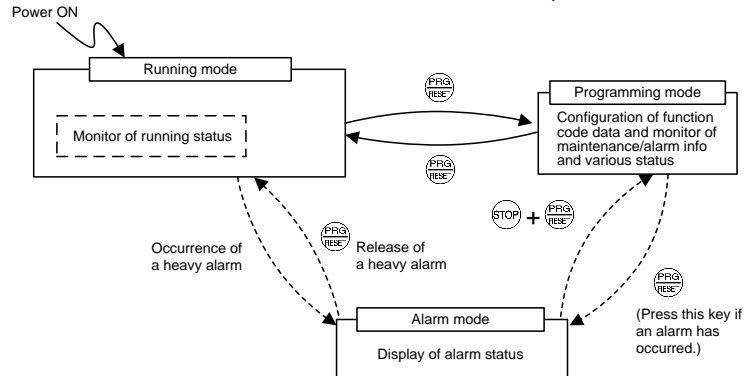 Power ON
Running mode
Monitor of running status
PRG
RESET
PRG
RESET
Programming mode
Configuration of function
code data and monitor of
maintenance/alarm info
and various status
STOP + PRG
RESET
Occurrence of
a heavy alarm
PRG
RESET
Release of
a heavy alarm
PRG
RESET
(Press this key if
an alarm has
occurred.)
Alarm mode
Display of alarm status